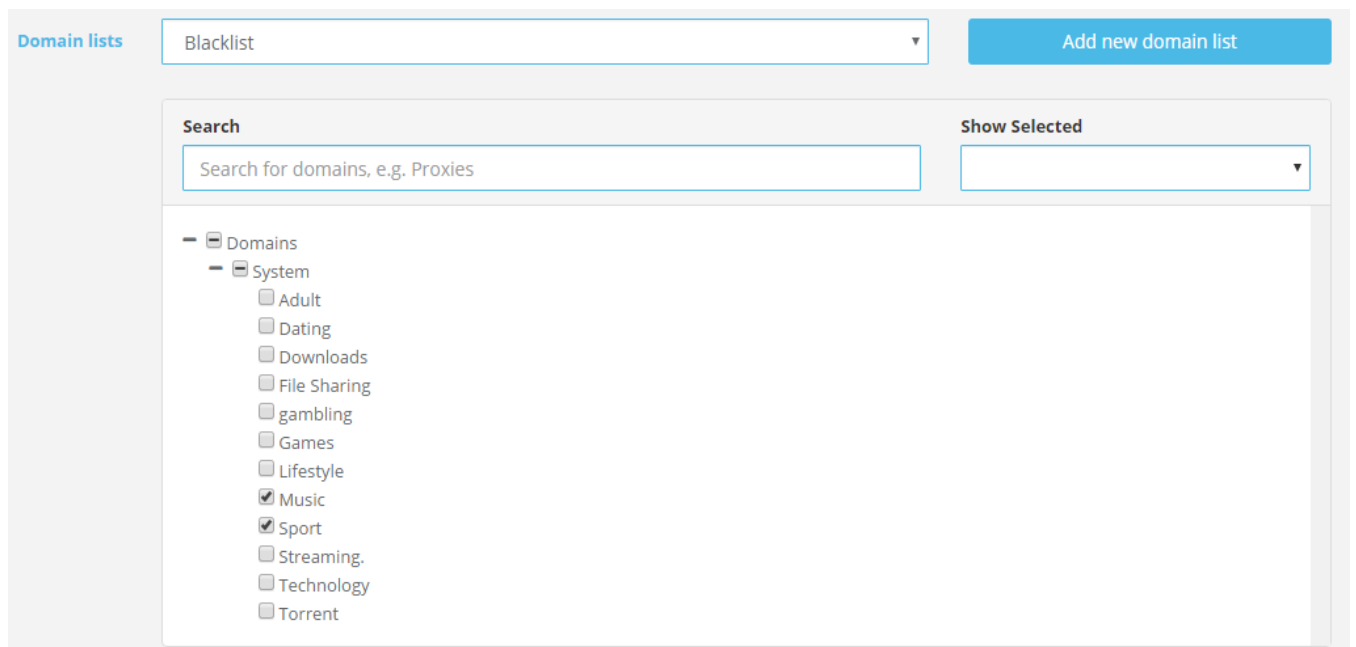 Domain lists
Blacklist
Add new domain list
Search
Show Selected
Search for domains, e.g. Proxies
Domains
System
Adult
Dating
Downloads
File Sharing
gambling
Games
Lifestyle
Music
Sport
Streaming.
Technology
Torrent